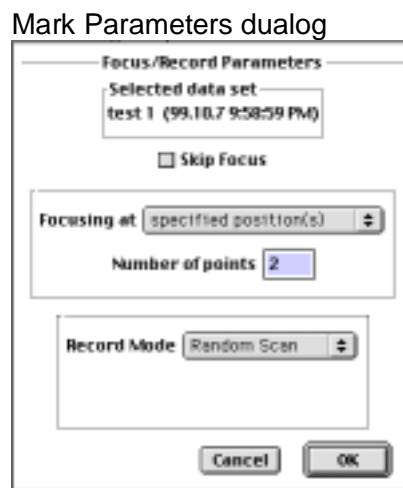 Mark Parameters dualog
Focus/Record Parameters
Selected data set
test 1 (99.10.7 9:58:59 PM)
Skip Focus
Focusing at specified position(s)
Number of points 2
Record Mode Random Scan
Cancel OK